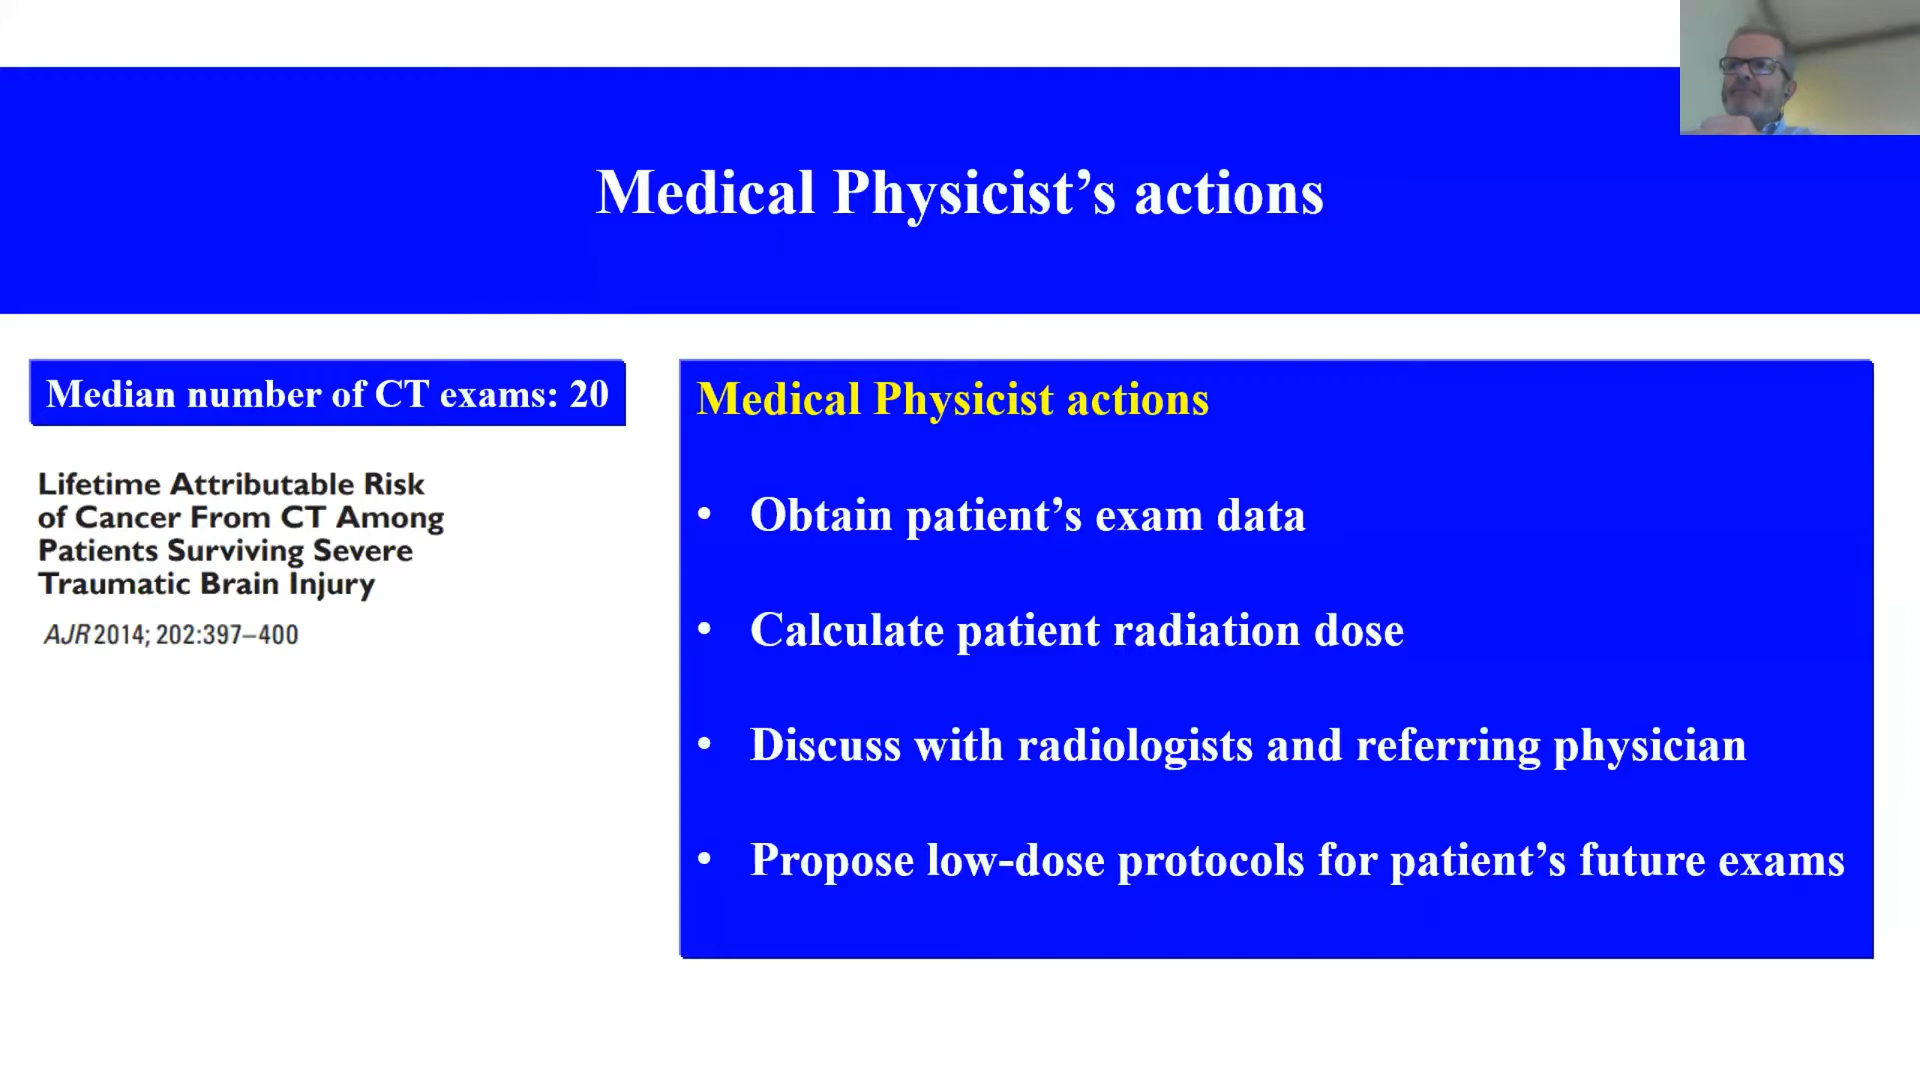 Medical Physicist’s actions
Median number of CT exams: 20
Lifetime Attributable Risk
of Cancer From CT Among
Patients Surviving Severe
Traumatic Brain Injury
AJR 2014; 202:397–400
Medical Physicist actions
• Obtain patient’s exam data
• Calculate patient radiation dose
• Discuss with radiologists and referring physician
• Propose low-dose protocols for patient’s future exams